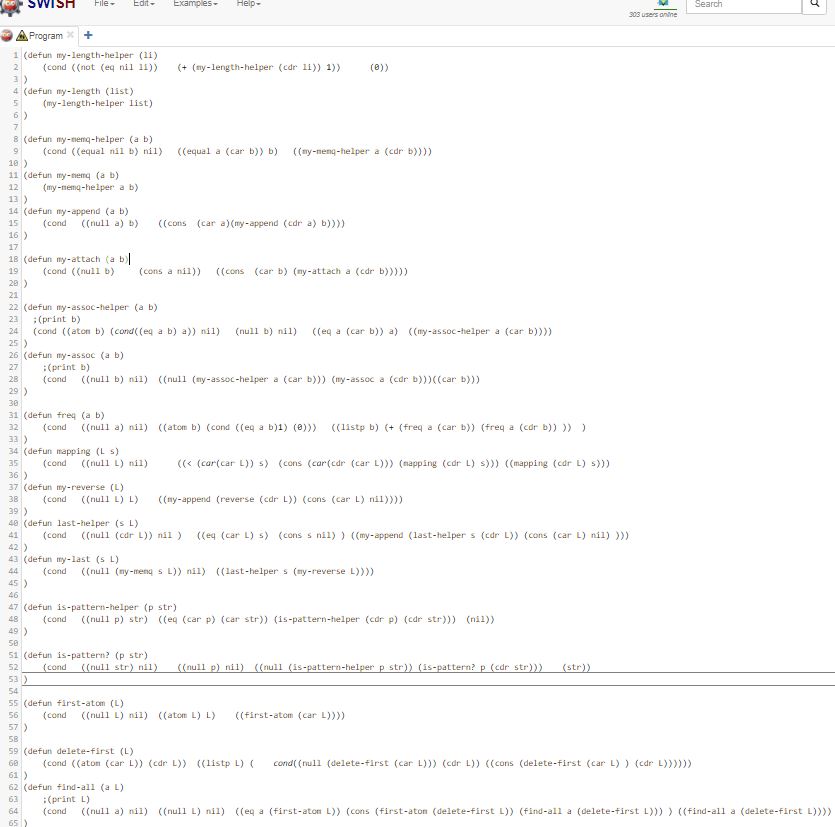 SWISH File Edit Examples Help 303 users online Search
Program
1 (defun my-length-helper (li)
2 (cond ((not (eq nil li)) (+ (my-length-helper (cdr li)) 1)) (0))
3 )
4 (defun my-length (list)
5 (my-length-helper list)
6 )
7
8 (defun my-memq-helper (a b)
9 (cond ((equal nil b) nil) ((equal a (car b)) b) ((my-memq-helper a (cdr b))))
10 )
11 (defun my-memq (a b)
12 (my-memq-helper a b)
13 )
14 (defun my-append (a b)
15 (cond ((null a) b) ((cons (car a)(my-append (cdr a) b))))
16 )
17
18 (defun my-attach (a b)
19 (cond ((null b) (cons a nil)) ((cons (car b) (my-attach a (cdr b)))))
20 )
21
22 (defun my-assoc-helper (a b)
23 ;(print b)
24 (cond ((atom b) (cond((eq a b) a)) nil) (null b) nil) ((eq a (car b)) a) ((my-assoc-helper a (car b))))
25 )
26 (defun my-assoc (a b)
27 ;(print b)
28 (cond ((null b) nil) ((null (my-assoc-helper a (car b))) (my-assoc a (cdr b)))((car b)))
29 )
30
31 (defun freq (a b)
32 (cond ((null a) nil) ((atom b) (cond ((eq a b)1) (0))) ((listp b) (+ (freq a (car b)) (freq a (cdr b)) )) )
33 )
34 (defun mapping (L s)
35 (cond ((null L) nil) ((< (car(car L)) s) (cons (car(cdr (car L))) (mapping (cdr L) s))) ((mapping (cdr L) s)))
36 )
37 (defun my-reverse (L)
38 (cond ((null L) L) ((my-append (reverse (cdr L)) (cons (car L) nil))))
39 )
40 (defun last-helper (s L)
41 (cond ((null (cdr L)) nil ) ((eq (car L) s) (cons s nil) ) ((my-append (last-helper s (cdr L)) (cons (car L) nil) )))
42 )
43 (defun my-last (s L)
44 (cond ((null (my-memq s L)) nil) ((last-helper s (my-reverse L))))
45 )
46
47 (defun is-pattern-helper (p str)
48 (cond ((null p) str) ((eq (car p) (car str)) (is-pattern-helper (cdr p) (cdr str))) (nil))
49 )
50
51 (defun is-pattern? (p str)
52 (cond ((null str) nil) ((null p) nil) ((null (is-pattern-helper p str)) (is-pattern? p (cdr str))) (str))
53 )
54
55 (defun first-atom (L)
56 (cond ((null L) nil) ((atom L) L) ((first-atom (car L))))
57 )
58
59 (defun delete-first (L)
60 (cond ((atom (car L)) (cdr L)) ((listp L) ( cond((null (delete-first (car L))) (cdr L)) ((cons (delete-first (car L) ) (cdr L))))))
61 )
62 (defun find-all (a L)
63 ;(print L)
64 (cond ((null a) nil) ((null L) nil) ((eq a (first-atom L)) (cons (first-atom (delete-first L)) (find-all a (delete-first L))) ) ((find-all a (delete-first L))))
65 )